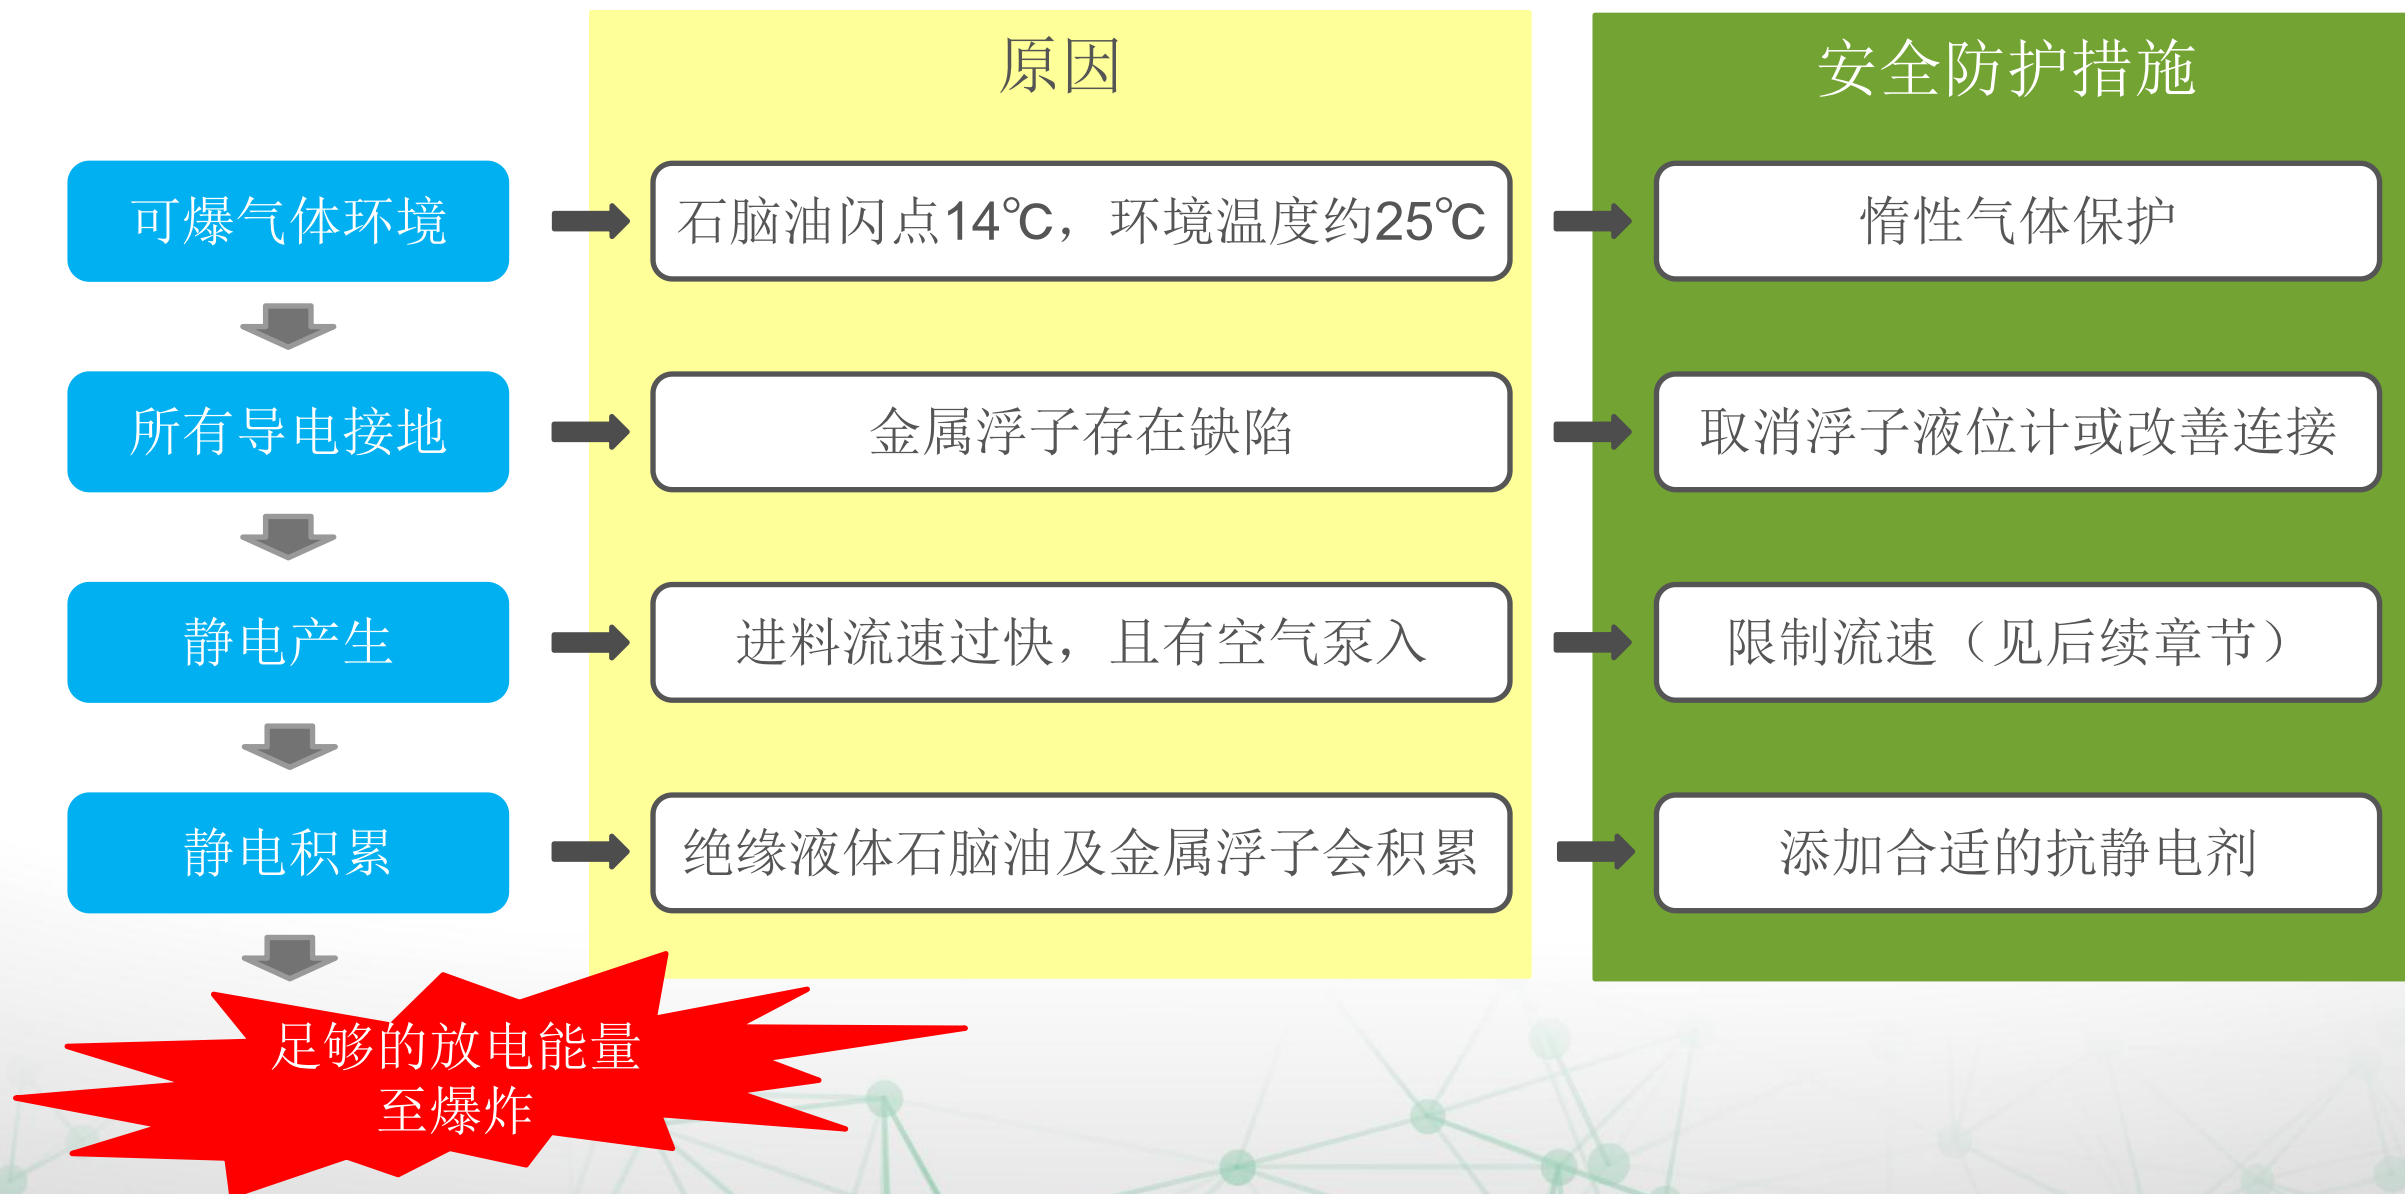 原因
安全防护措施
可爆气体环境
石脑油闪点14℃，环境温度约25℃
惰性气体保护
所有导电接地
金属浮子存在缺陷
取消浮子液位计或改善连接
静电产生
进料流速过快，且有空气泵入
限制流速（见后续章节）
静电积累
绝缘液体石脑油及金属浮子会积累
添加合适的抗静电剂
足够的放电能量
至爆炸